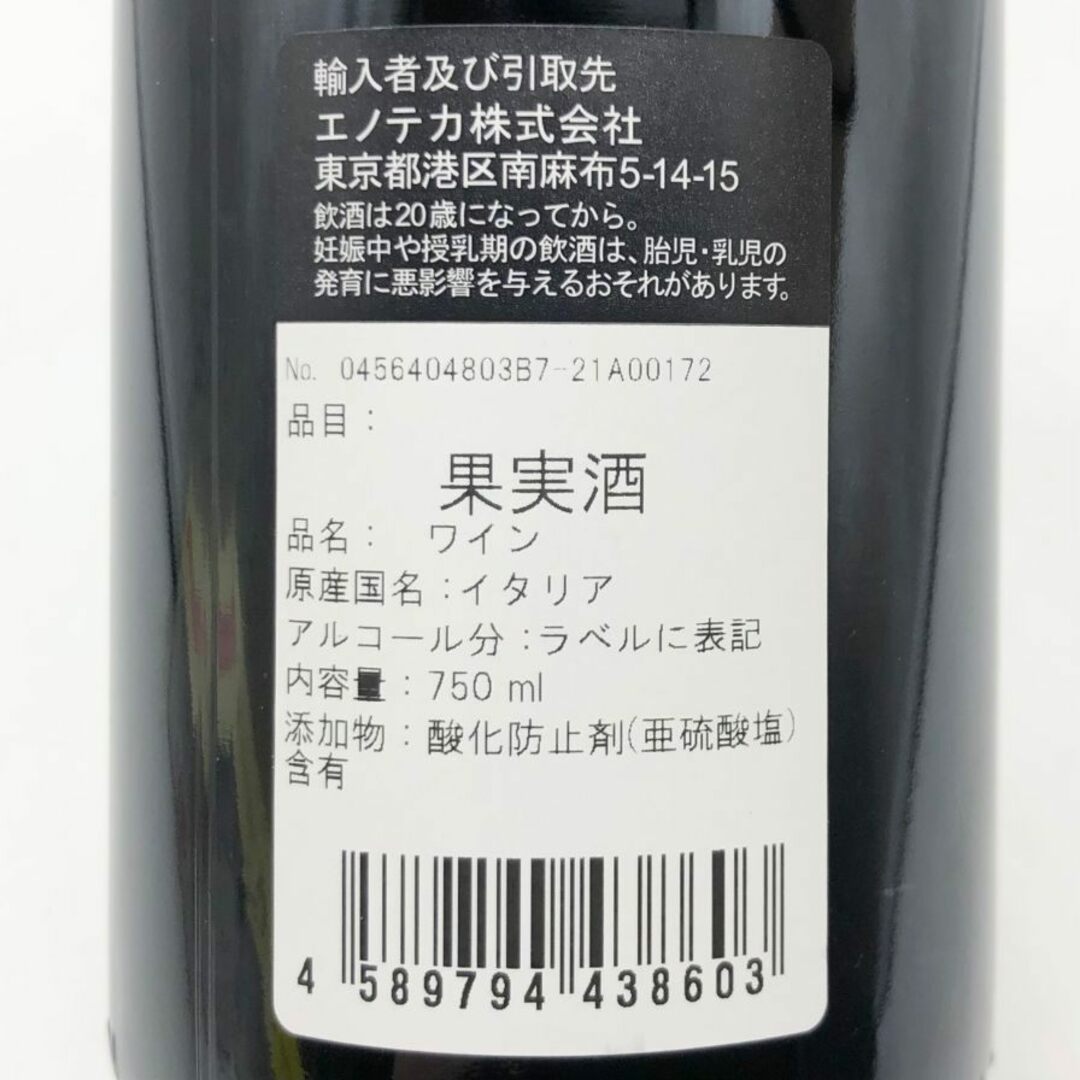 輸入者及び引取先
エノテカ株式会社
東京都港区南麻布5-14-15
飲酒は20歳になってから。
妊娠中や授乳期の飲酒は、胎児・乳児の
発育に悪影響を与えるおそれがあります。
No. 0456404803B7-21A00172
品目：
果実酒
品名： ワイン
原産国名：イタリア
アルコール分：ラベルに表記
内容量：750 ml
添加物：酸化防止剤(亜硫酸塩)
含有
4 589794 438603